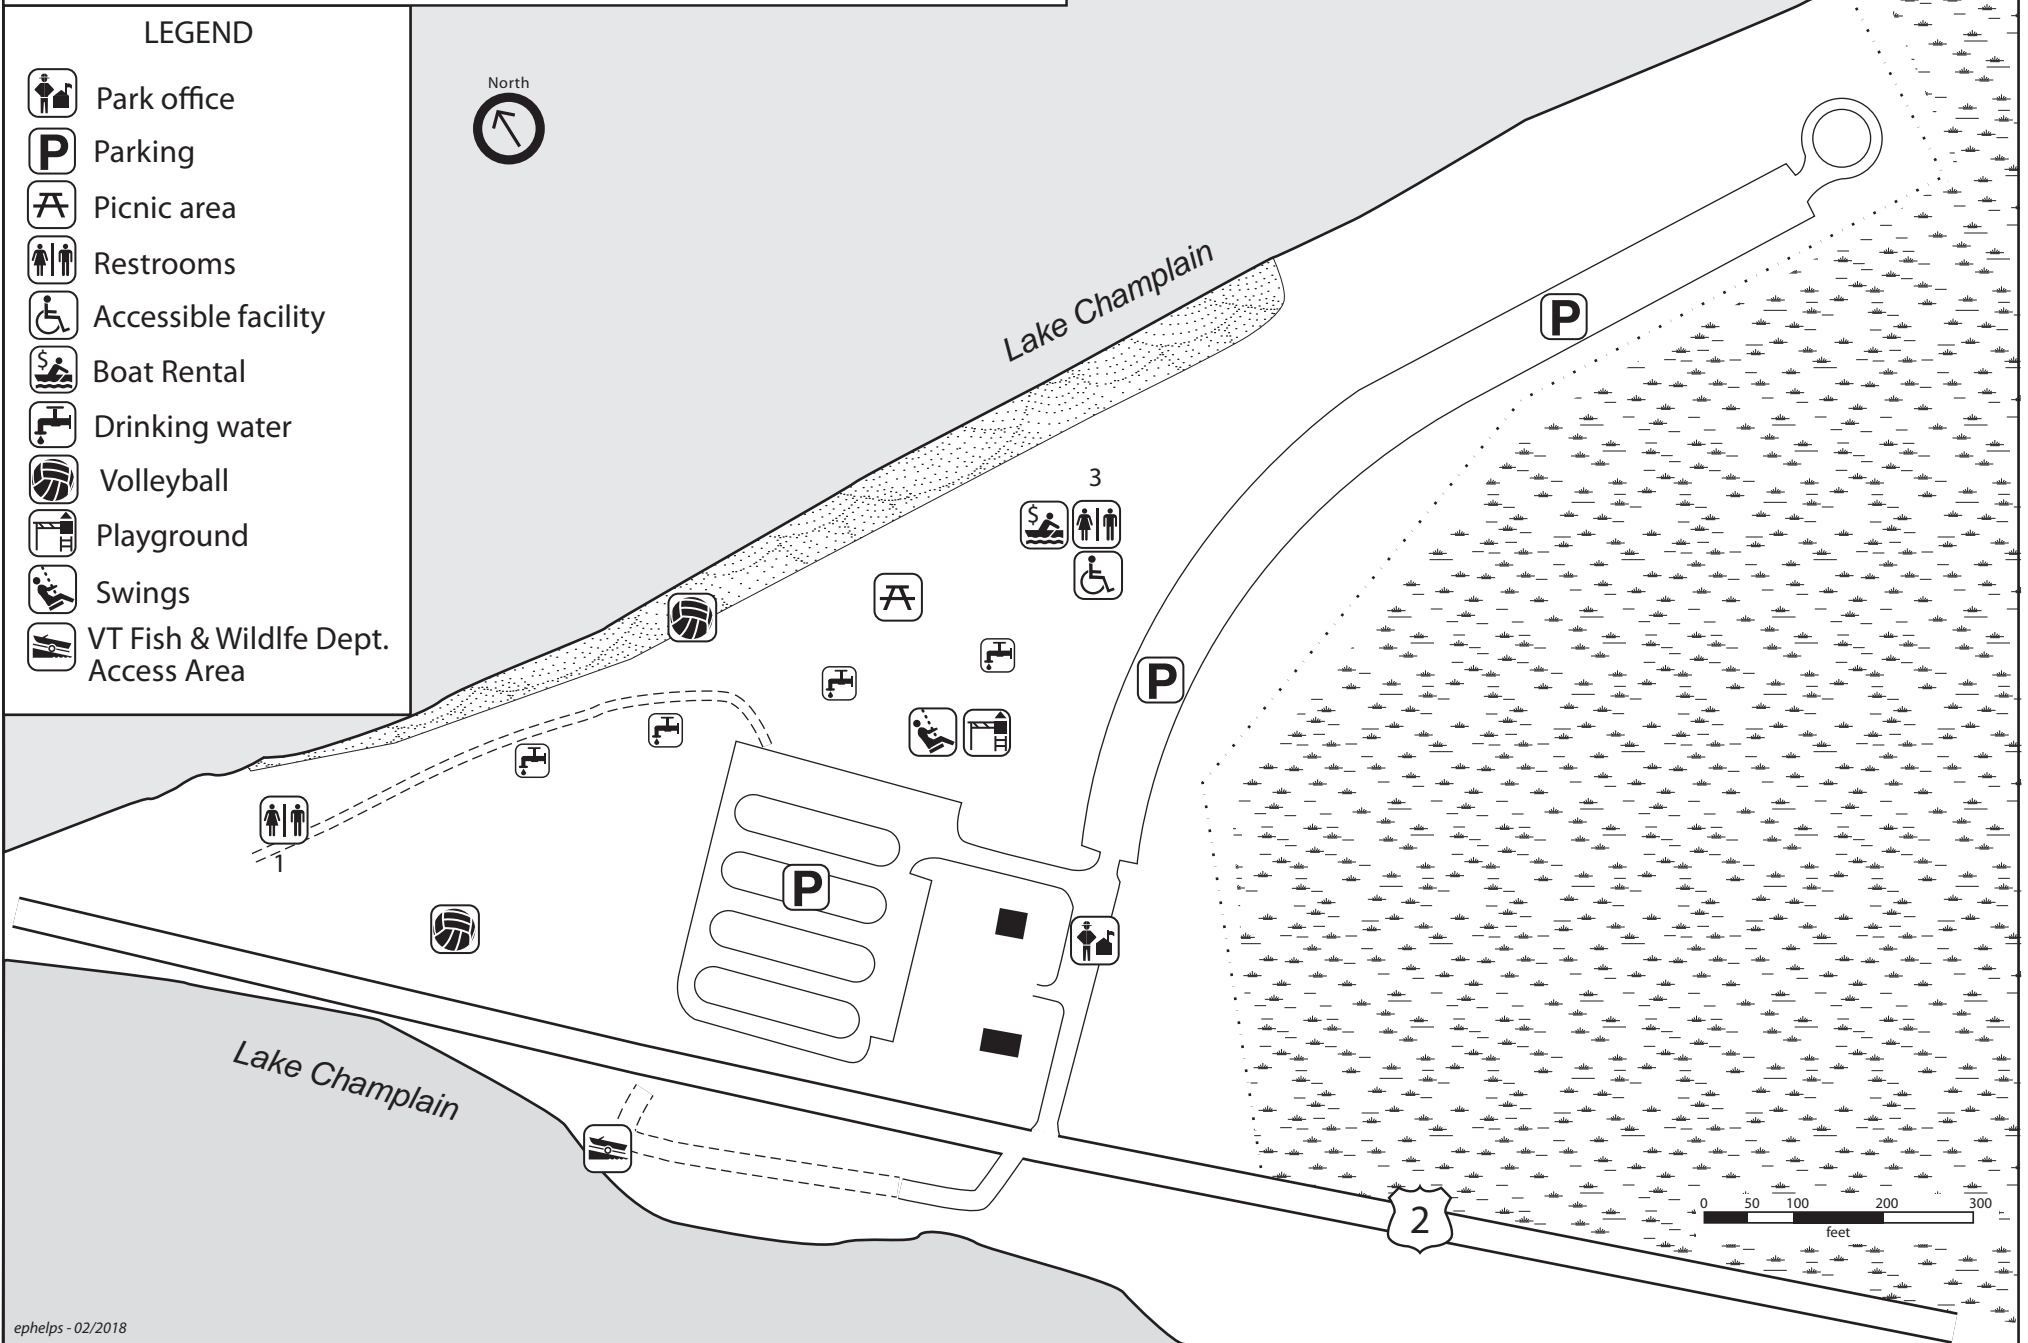 LEGEND
Park office
P
Parking
Picnic area
Restrooms
Accessible facility
$
Boat Rental
Drinking water
Volleyball
Playground
Swings
VT Fish & Wildlfe Dept.
Access Area
North
Lake Champlain
P
3
$
P
1
P
Lake Champlain
2
0 50 100 200 300
feet
ephelps - 02/2018